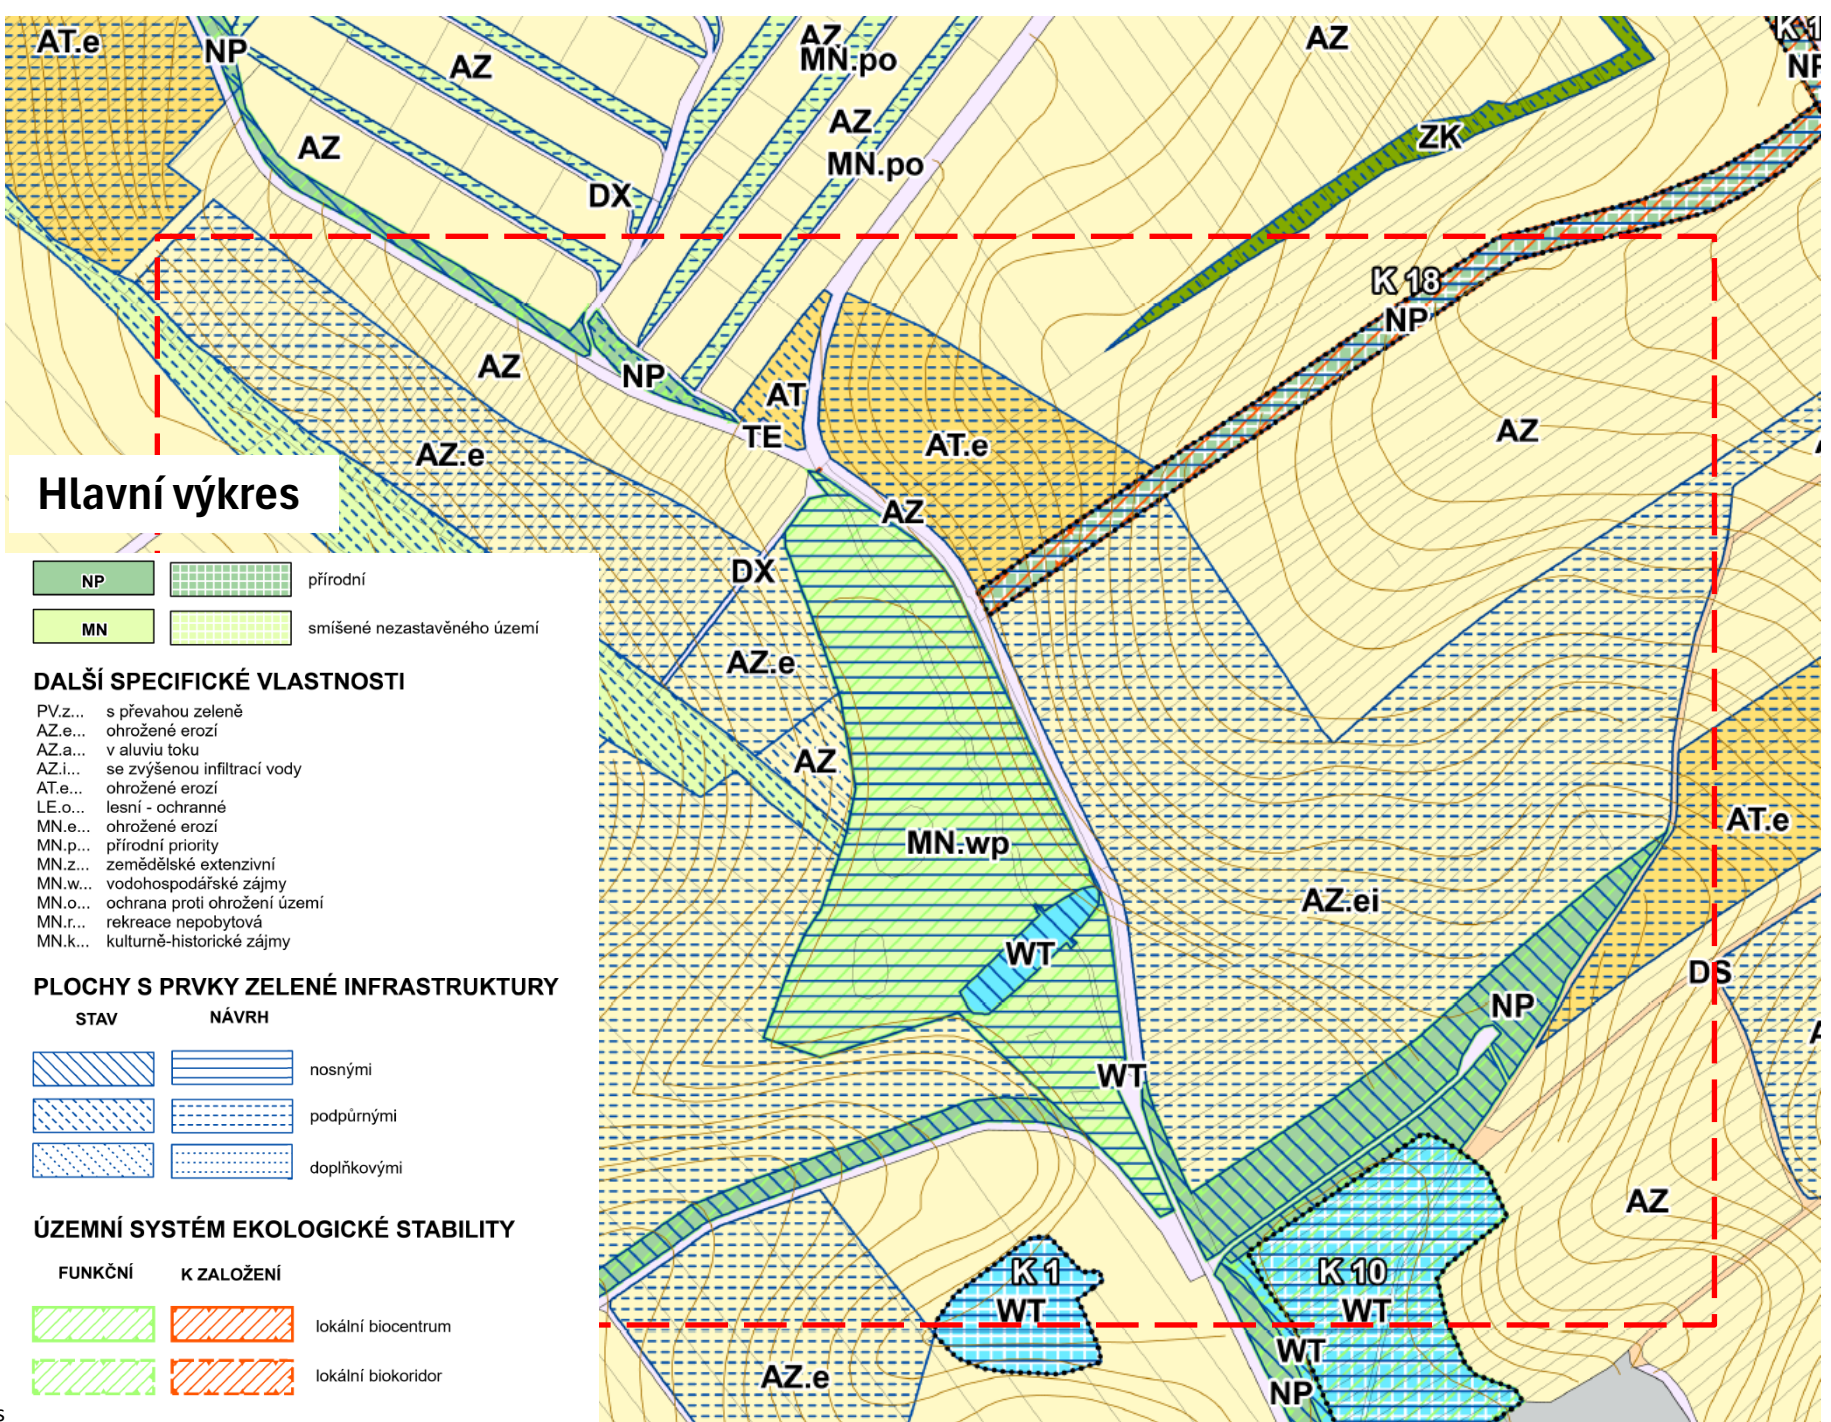 AT.e
NP
AZ
AZ
MN.po
AZ
K 1
NP
AZ
AZ
MN.po
ZK
DX
K 18
NP
AZ
NP
AT
TE
AZ
AZ.e
AT.e
Hlavní výkres
AZ
DX
NP přírodní
MN smíšené nezastavěného území
AZ.e
DALŠÍ SPECIFICKÉ VLASTNOSTI
PV.z... s převahou zeleně
AZ.e... ohrožené erozí
AZ.a... v aluviu toku
AZ.i... se zvýšenou infiltrací vody
AT.e... ohrožené erozí
LE.o... lesní - ochranné
MN.e... ohrožené erozí
MN.p... přírodní priority
MN.z... zemědělské extenzivní
MN.w... vodohospodářské zájmy
MN.o... ochrana proti ohrožení území
MN.r... rekreace nepobytová
MN.k... kulturně-historické zájmy
AZ
MN.wp
AT.e
AZ.ei
WT
DS
NP
WT
PLOCHY S PRVKY ZELENÉ INFRASTRUKTURY
STAV NÁVRH
nosnými
podpůrnými
doplňkovými
ÚZEMNÍ SYSTÉM EKOLOGICKÉ STABILITY
FUNKČNÍ K ZALOŽENÍ
lokální biocentrum
lokální biokoridor
AZ
K 1
WT
K 10
WT
WT
NP
AZ.e
s